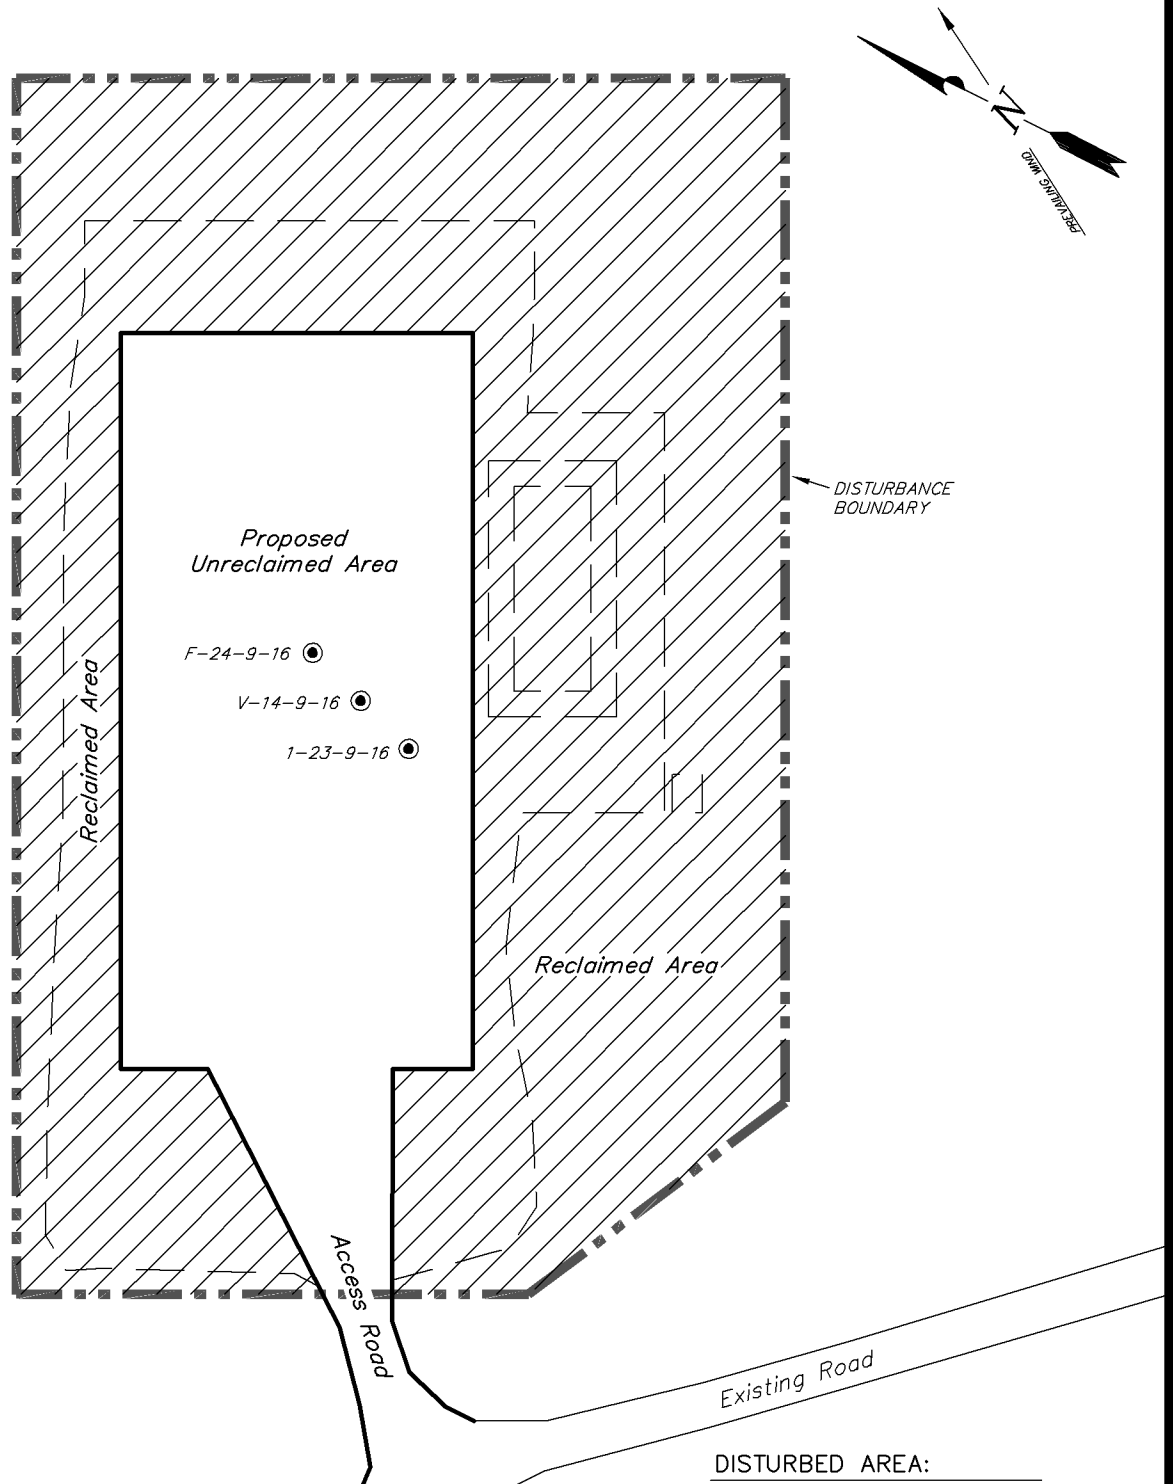 N
PREVAILING WIND
DISTURBANCE
BOUNDARY
Proposed
Unreclaimed Area
F-24-9-16
V-14-9-16
1-23-9-16
Reclaimed Area
Reclaimed Area
Access Road
Existing Road
DISTURBED AREA: